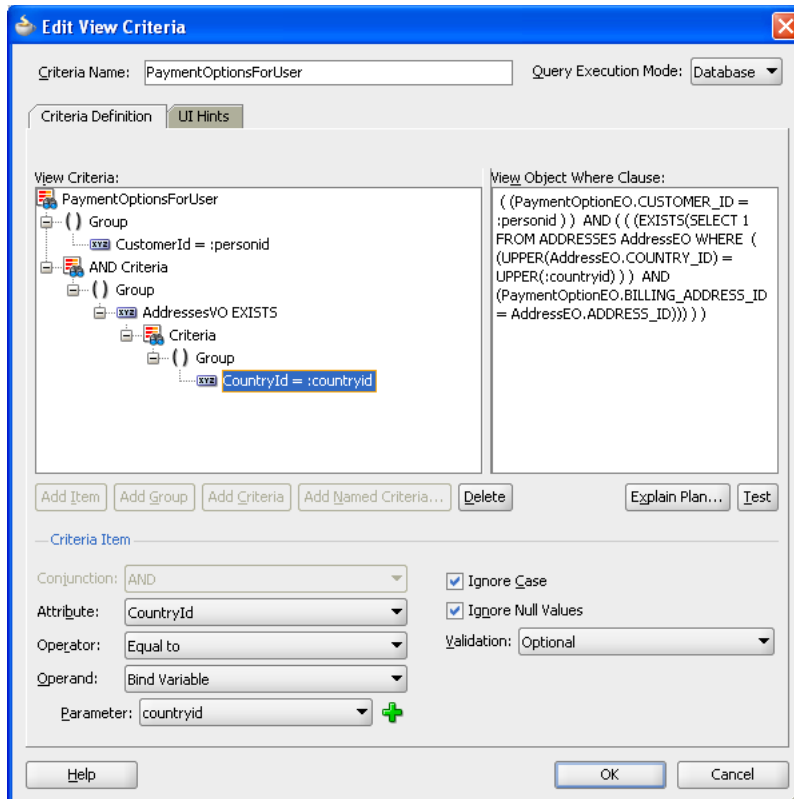 Edit View Criteria
Criteria Name: PaymentOptionsForUser
Query Execution Mode: Database
Criteria Definition
UI Hints
View Criteria:
PaymentOptionsForUser
( ) Group
CustomerId = :personid
AND Criteria
( ) Group
AddressesVO EXISTS
Criteria
( ) Group
CountryId = :countryid
View Object Where Clause:
( (PaymentOptionEO.CUSTOMER_ID =
:personid ) ) AND ( ( (EXISTS(SELECT 1
FROM ADDRESSES AddressEO WHERE (
(UPPER(AddressEO.COUNTRY_ID) =
UPPER(:countryid) ) ) AND
(PaymentOptionEO.BILLING_ADDRESS_ID
= AddressEO.ADDRESS_ID))) ) )
Add Item
Add Group
Add Criteria
Add Named Criteria...
Delete
Explain Plan...
Test
Criteria Item
Conjunction: AND
Attribute: CountryId
Operator: Equal to
Operand: Bind Variable
Parameter: countryid
Ignore Case
Ignore Null Values
Validation: Optional
Help
OK
Cancel